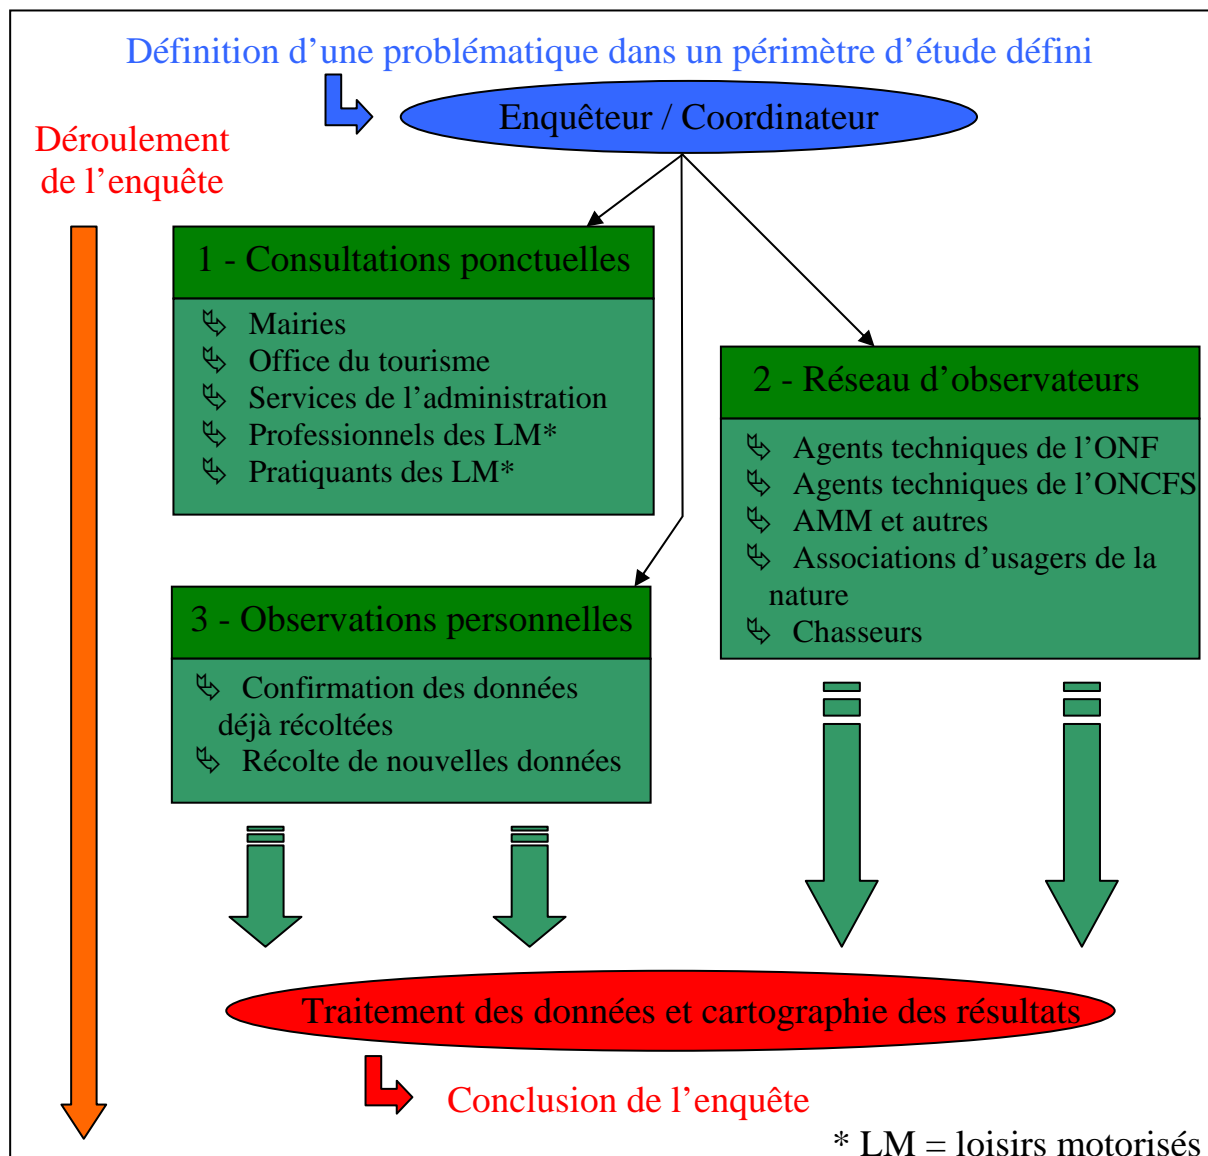 Définition d’une problématique dans un périmètre d’étude défini
Enquêteur / Coordinateur
Déroulement
de l’enquête
1 - Consultations ponctuelles
Mairies
Office du tourisme
Services de l’administration
Professionnels des LM*
Pratiquants des LM*
2 - Réseau d’observateurs
Agents techniques de l’ONF
Agents techniques de l’ONCFS
AMM et autres
Associations d’usagers de la
nature
Chasseurs
3 - Observations personnelles
Confirmation des données
déjà récoltées
Récolte de nouvelles données
Traitement des données et cartographie des résultats
Conclusion de l’enquête
* LM = loisirs motorisés